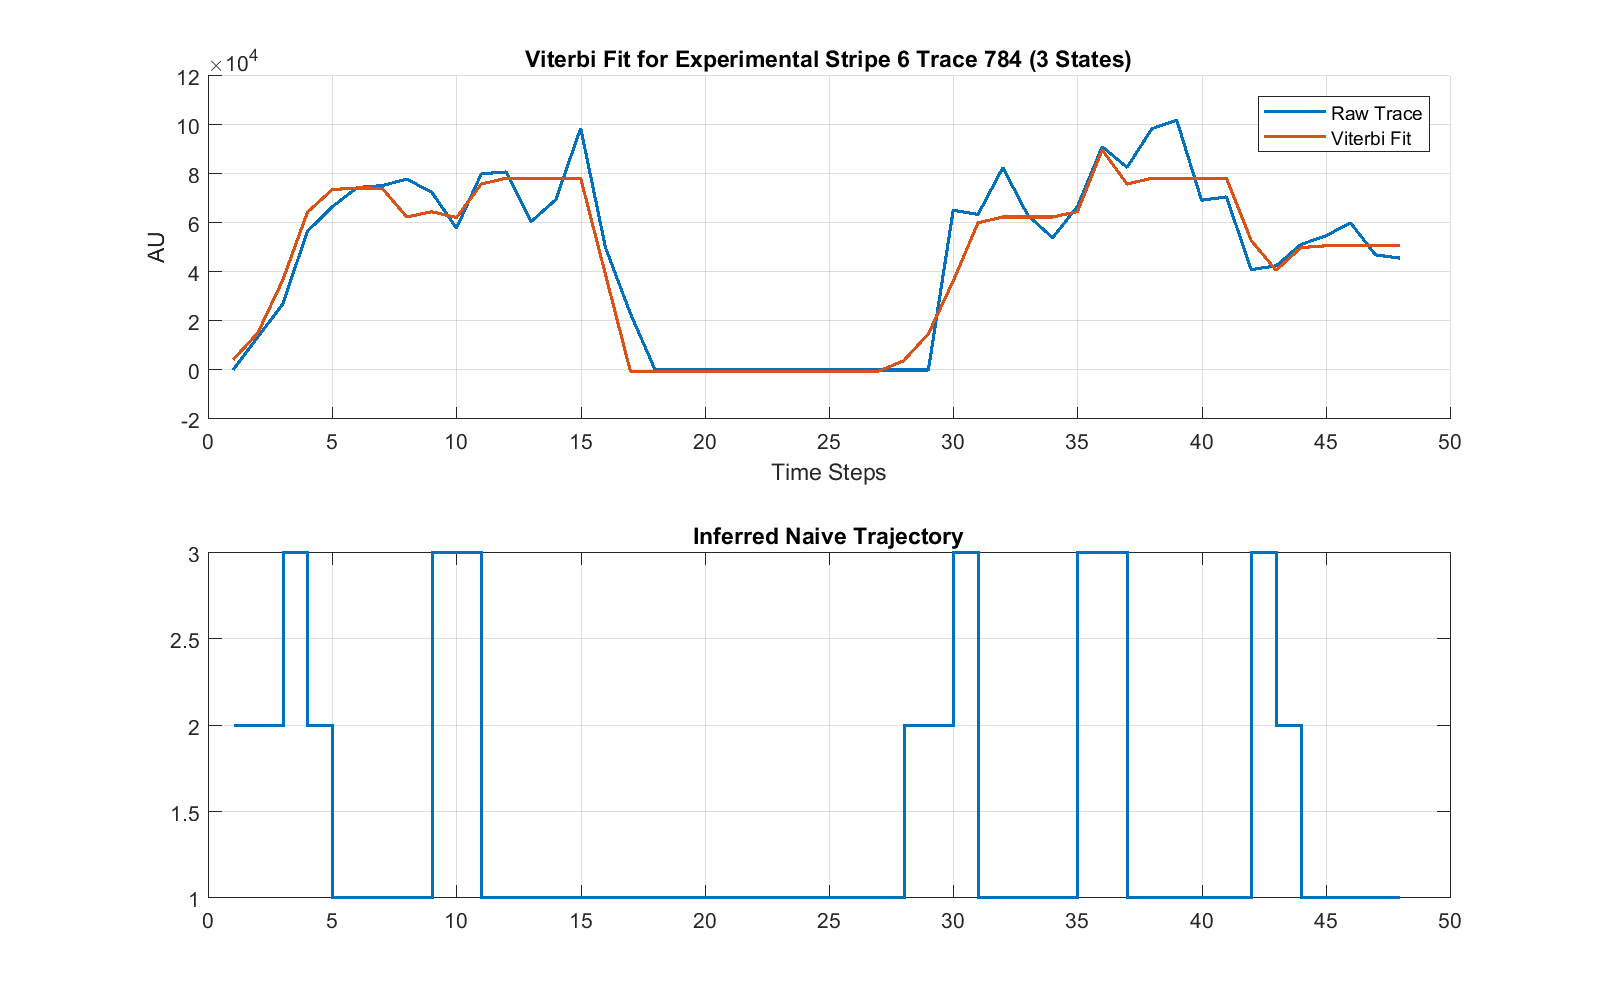 Viterbi Fit for Experimental Stripe 6 Trace 784 (3 States)
×10⁴
12
10
8
6
4
2
0
-2
AU
Raw Trace
Viterbi Fit
0 5 10 15 20 25 30 35 40 45 50
Time Steps
Inferred Naive Trajectory
3
2.5
2
1.5
1
0 5 10 15 20 25 30 35 40 45 50